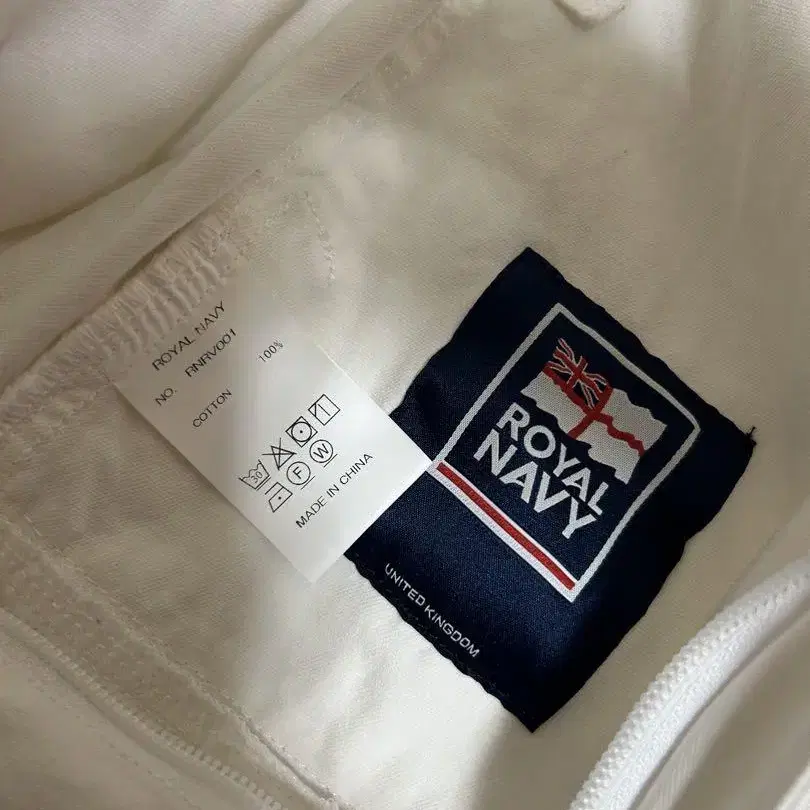 ROYAL NAVY
NO. RNRV001
COTTON 100%
30
F W
MADE IN CHINA
ROYAL
NAVY
UNITED KINGDOM